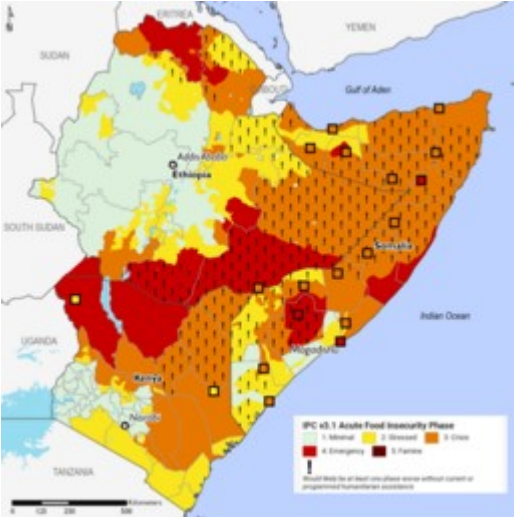 ERITREA
YEMEN
SUDAN
Gulf of Aden
Addis Ababa
Ethiopia
SOUTH SUDAN
Somalia
Indian Ocean
UGANDA
Mogadishu
Kenya
Nairobi
TANZANIA
IPC v3.1 Acute Food Insecurity Phase
1: Minimal 2: Stressed 3: Crisis
4: Emergency 5: Famine
!
Would likely be at least one phase worse without current or
programmed humanitarian assistance
Kilometers
0 125 250 500